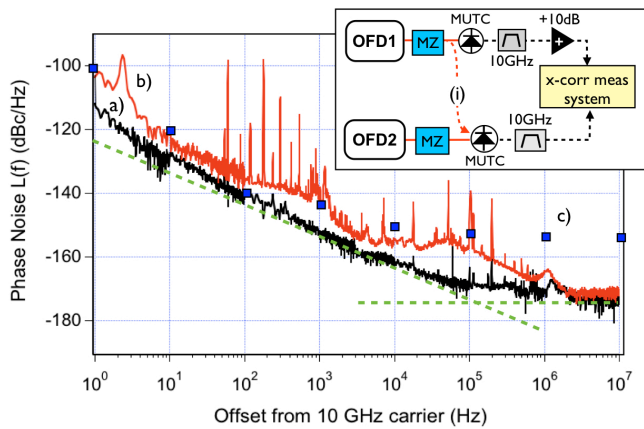 OFD1
MZ
MUTC
10GHz
+10dB
x-corr meas
system
(i)
OFD2
MZ
MUTC
10GHz
Phase Noise L(f) (dBc/Hz)
-100
-120
-140
-160
-180
b)
a)
c)
10^0
10^1
10^2
10^3
10^4
10^5
10^6
10^7
Offset from 10 GHz carrier (Hz)